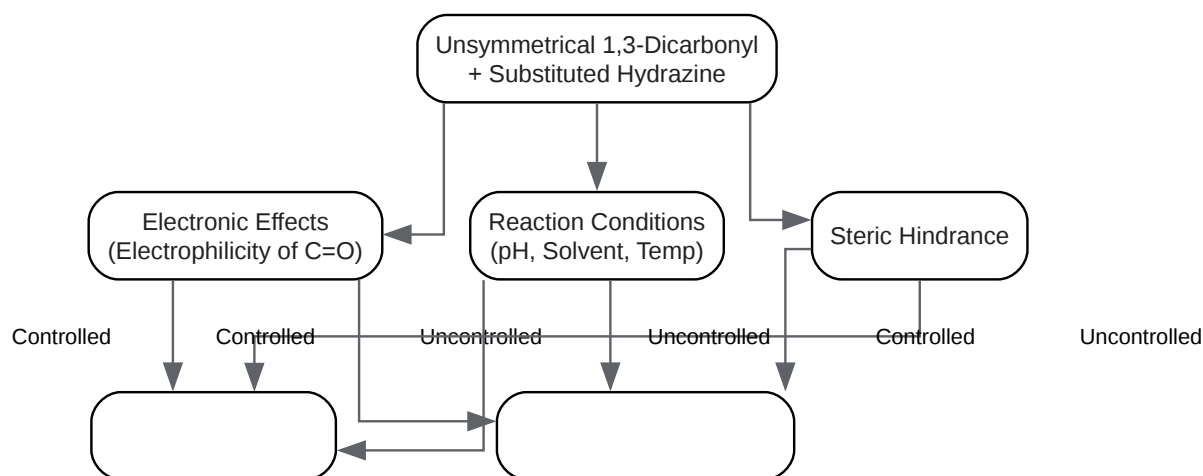 Unsymmetrical 1,3-Dicarbonyl
+ Substituted Hydrazine
Electronic Effects
(Electrophilicity of C=O)
Reaction Conditions
(pH, Solvent, Temp)
Steric Hindrance
Controlled
Controlled
Uncontrolled
Uncontrolled
Controlled
Uncontrolled